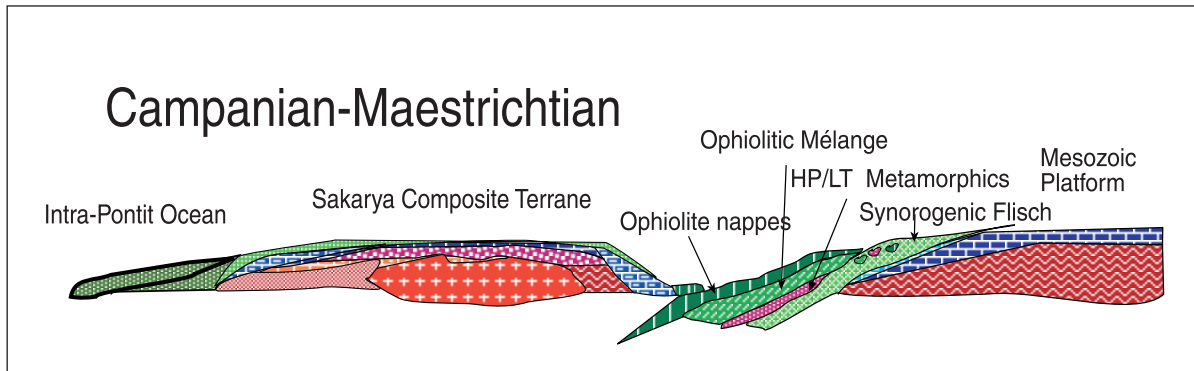 Campanian-Maestrichtian
Ophiolitic Mélange
HP/LT Metamorphics
Mesozoic
Platform
Sakarya Composite Terrane
Intra-Pontit Ocean
Ophiolite nappes
Synorogenic Flisch